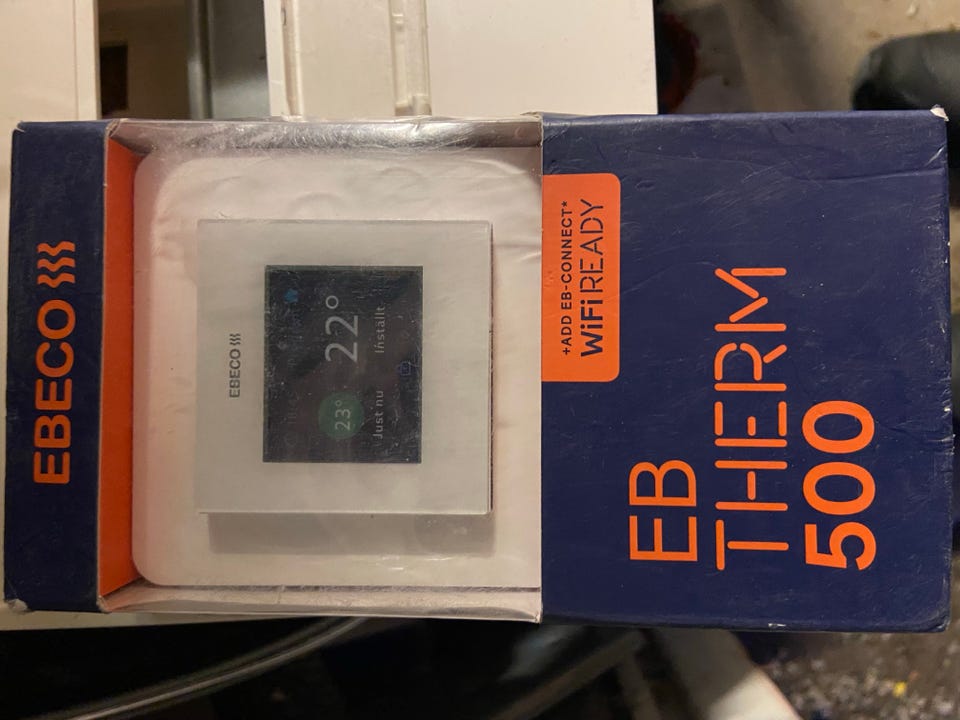 EBECO
EBECO
23° 22°
Just nu Inställt
+ADD EB-CONNECT*
WiFi READY
EB
THERM
500